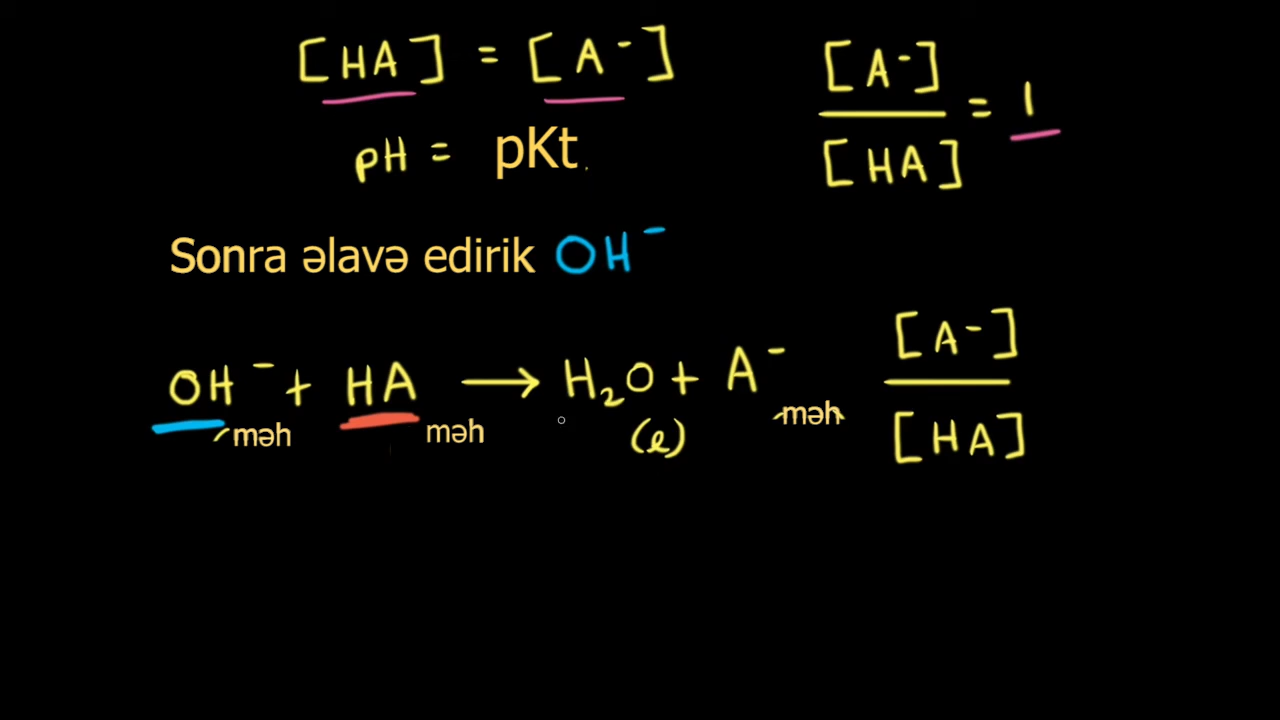 [HA] = [A⁻]
[A⁻]
/[HA] = 1
pH = pKt
Sonra əlavə edirik OH⁻
OH⁻ məh + HA məh → H₂O (l) + A⁻ məh
[A⁻]
/[HA]